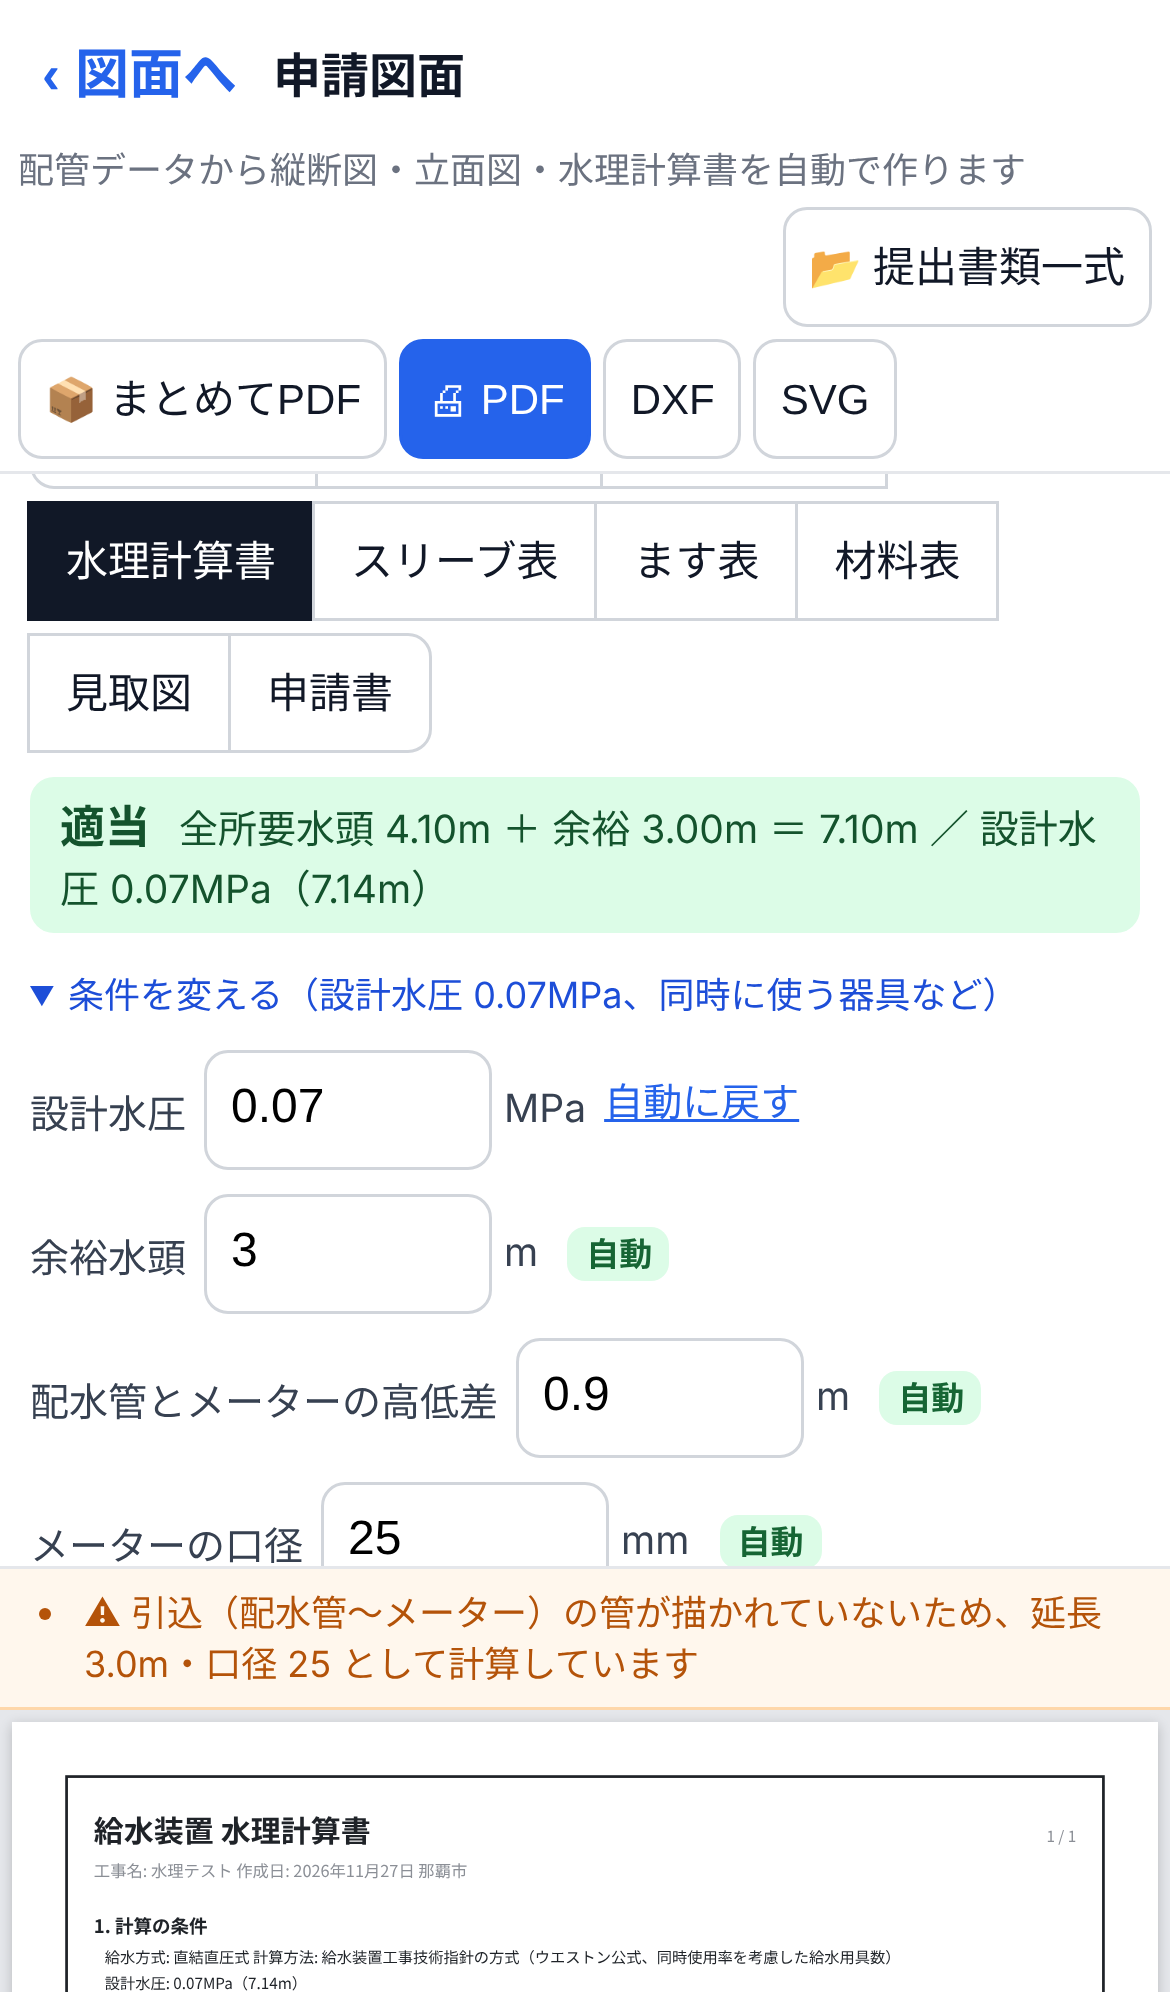 ‹ 図面へ 申請図面
配管データから縦断図・立面図・水理計算書を自動で作ります
📂 提出書類一式
📦 まとめてPDF 🖨 PDF DXF SVG
水理計算書 スリーブ表 ます表 材料表
見取図 申請書
適当 全所要水頭 4.10m ＋ 余裕 3.00m ＝ 7.10m ／ 設計水
圧 0.07MPa（7.14m）
▼ 条件を変える（設計水圧 0.07MPa、同時に使う器具など）
設計水圧 0.07 MPa 自動に戻す
余裕水頭 3 m 自動
配水管とメーターの高低差 0.9 m 自動
メーターの口径 25 mm 自動
• ⚠ 引込（配水管〜メーター）の管が描かれていないため、延長
3.0m・口径 25 として計算しています
給水装置 水理計算書
1 / 1
工事名: 水理テスト 作成日: 2026年11月27日 那覇市
1. 計算の条件
給水方式: 直結直圧式 計算方法: 給水装置工事技術指針の方式（ウエストン公式、同時使用率を考慮した給水用具数）
設計水圧: 0.07MPa（7.14m）